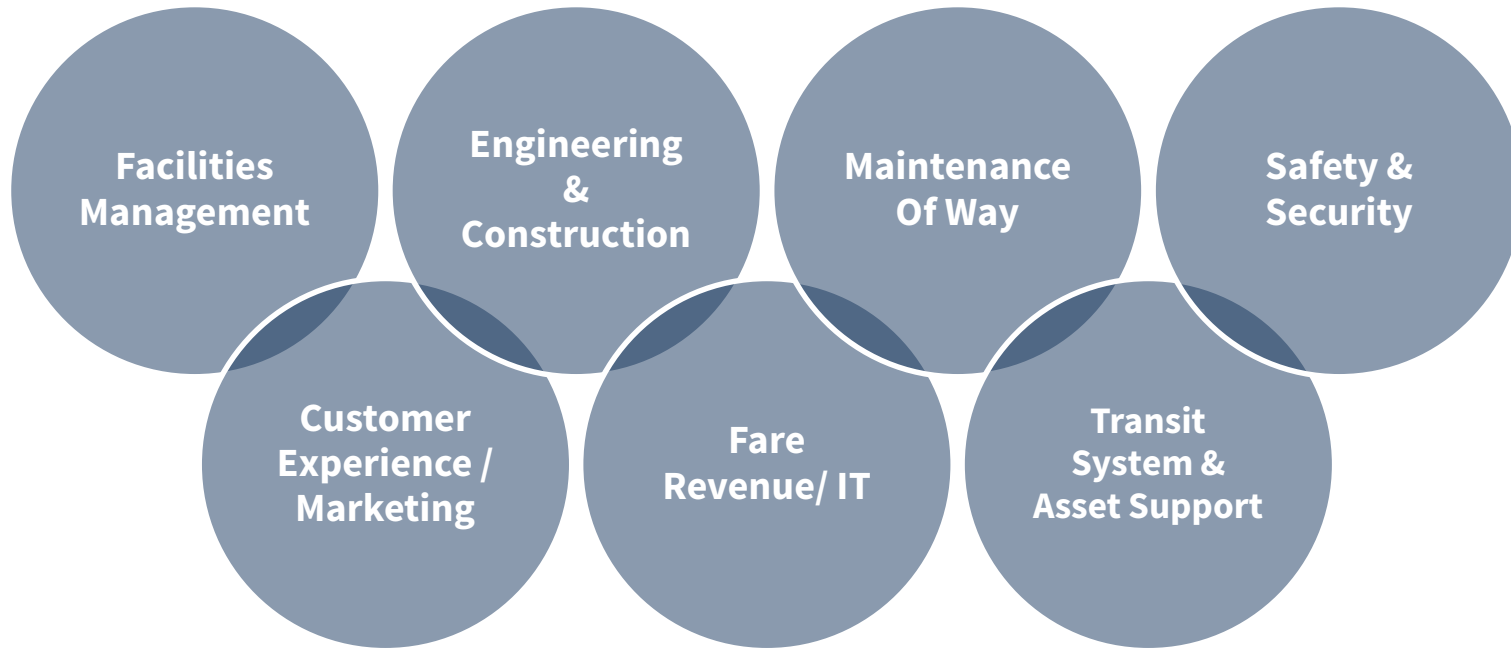 Facilities
Management
Engineering
&
Construction
Maintenance
Of Way
Safety &
Security
Customer
Experience /
Marketing
Fare
Revenue/ IT
Transit
System &
Asset Support